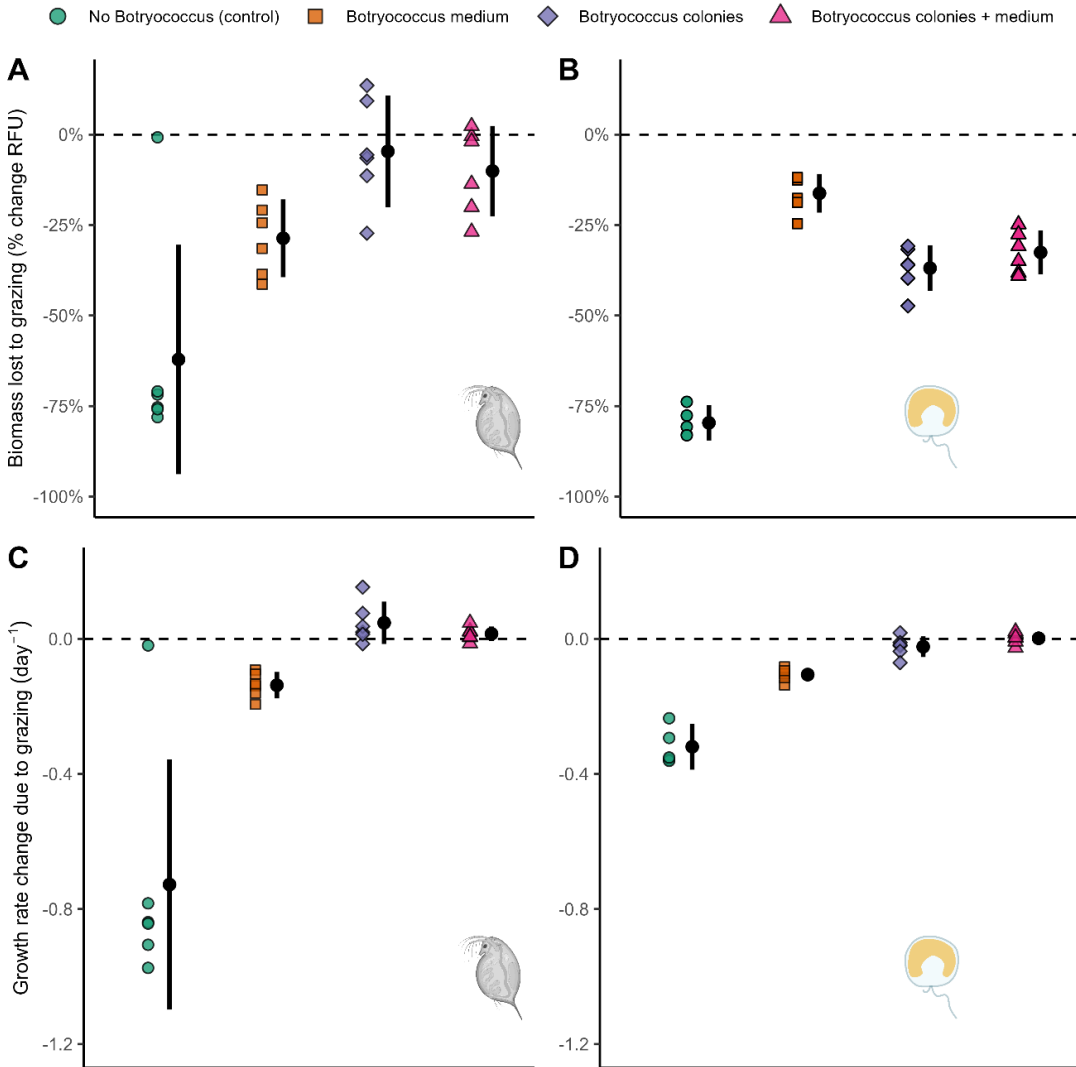 No Botryococcus (control) Botryococcus medium Botryococcus colonies Botryococcus colonies + medium
A
B
Biomass lost to grazing (% change RFU)
0%
-25%
-50%
-75%
-100%
0%
-25%
-50%
-75%
-100%
C
D
Growth rate change due to grazing (day⁻¹)
0.0
-0.4
-0.8
-1.2
0.0
-0.4
-0.8
-1.2